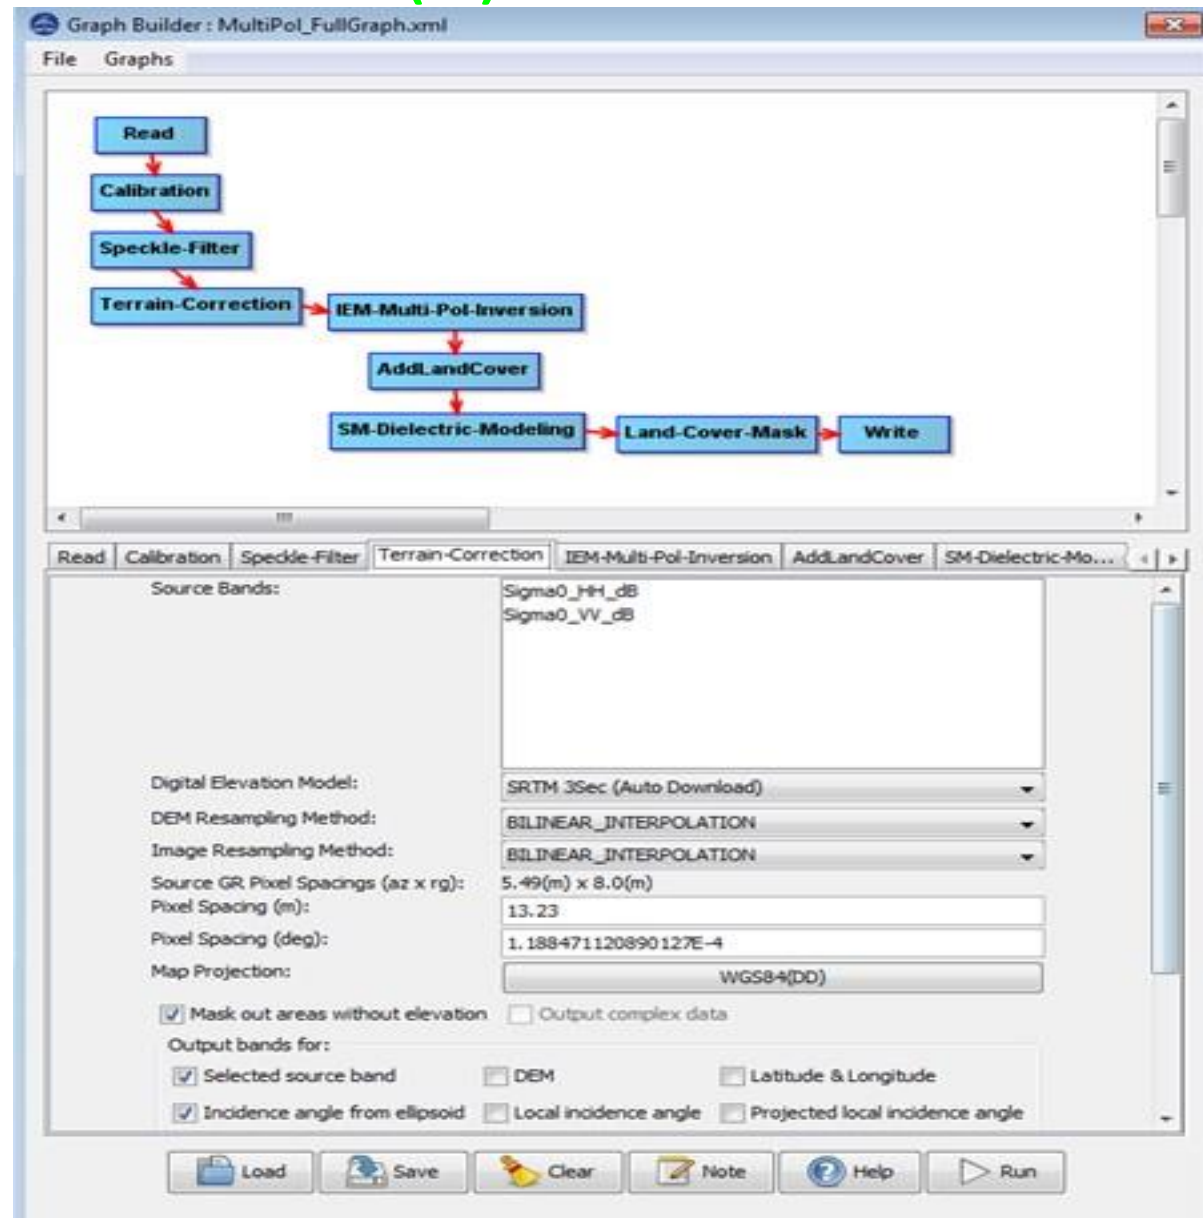 Graph Builder : MultiPol_FullGraph.xml
File Graphs
Read
Calibration
Speckle-Filter
Terrain-Correction IEM-Multi-Pol-Inversion
AddLandCover
SM-Dielectric-Modeling Land-Cover-Mask Write
Read Calibration Speckle-Filter Terrain-Correction IEM-Multi-Pol-Inversion AddLandCover SM-Dielectric-Mo...
Source Bands: Sigma0_HH_dB
Sigma0_VV_dB
Digital Elevation Model: SRTM 3Sec (Auto Download)
DEM Resampling Method: BILINEAR_INTERPOLATION
Image Resampling Method: BILINEAR_INTERPOLATION
Source GR Pixel Spacings (az x rg): 5.49(m) x 8.0(m)
Pixel Spacing (m): 13.23
Pixel Spacing (deg): 1.188471120890127E-4
Map Projection: WGS84(DD)
Mask out areas without elevation Output complex data
Output bands for:
Selected source band DEM Latitude & Longitude
Incidence angle from ellipsoid Local incidence angle Projected local incidence angle
Load Save Clear Note Help Run